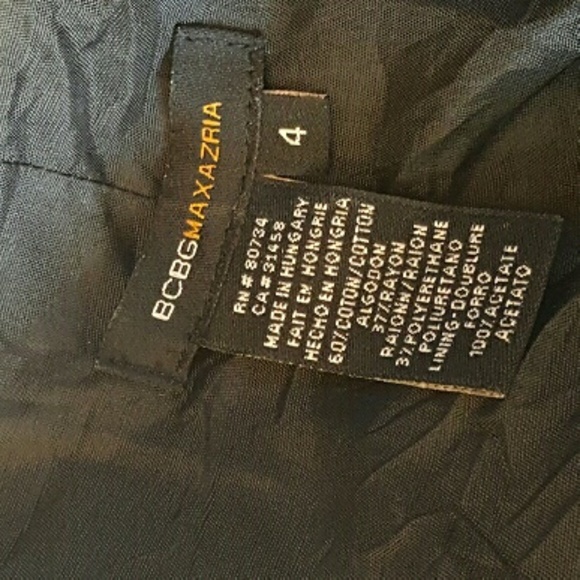 BCBGMAXAZRIA
4
RN# 80734
CA# 31458
MADE IN HUNGARY
FAIT EN HONGRIE
HECHO EN HONGRIA
60%COTTON/COTTON
ALGODON
37%RAYON
RAIONN/RAION
3%POLYERETHANE
POLIURETANO
LINING-DOUBLURE
FORRO
100%ACETATE
ACETATO